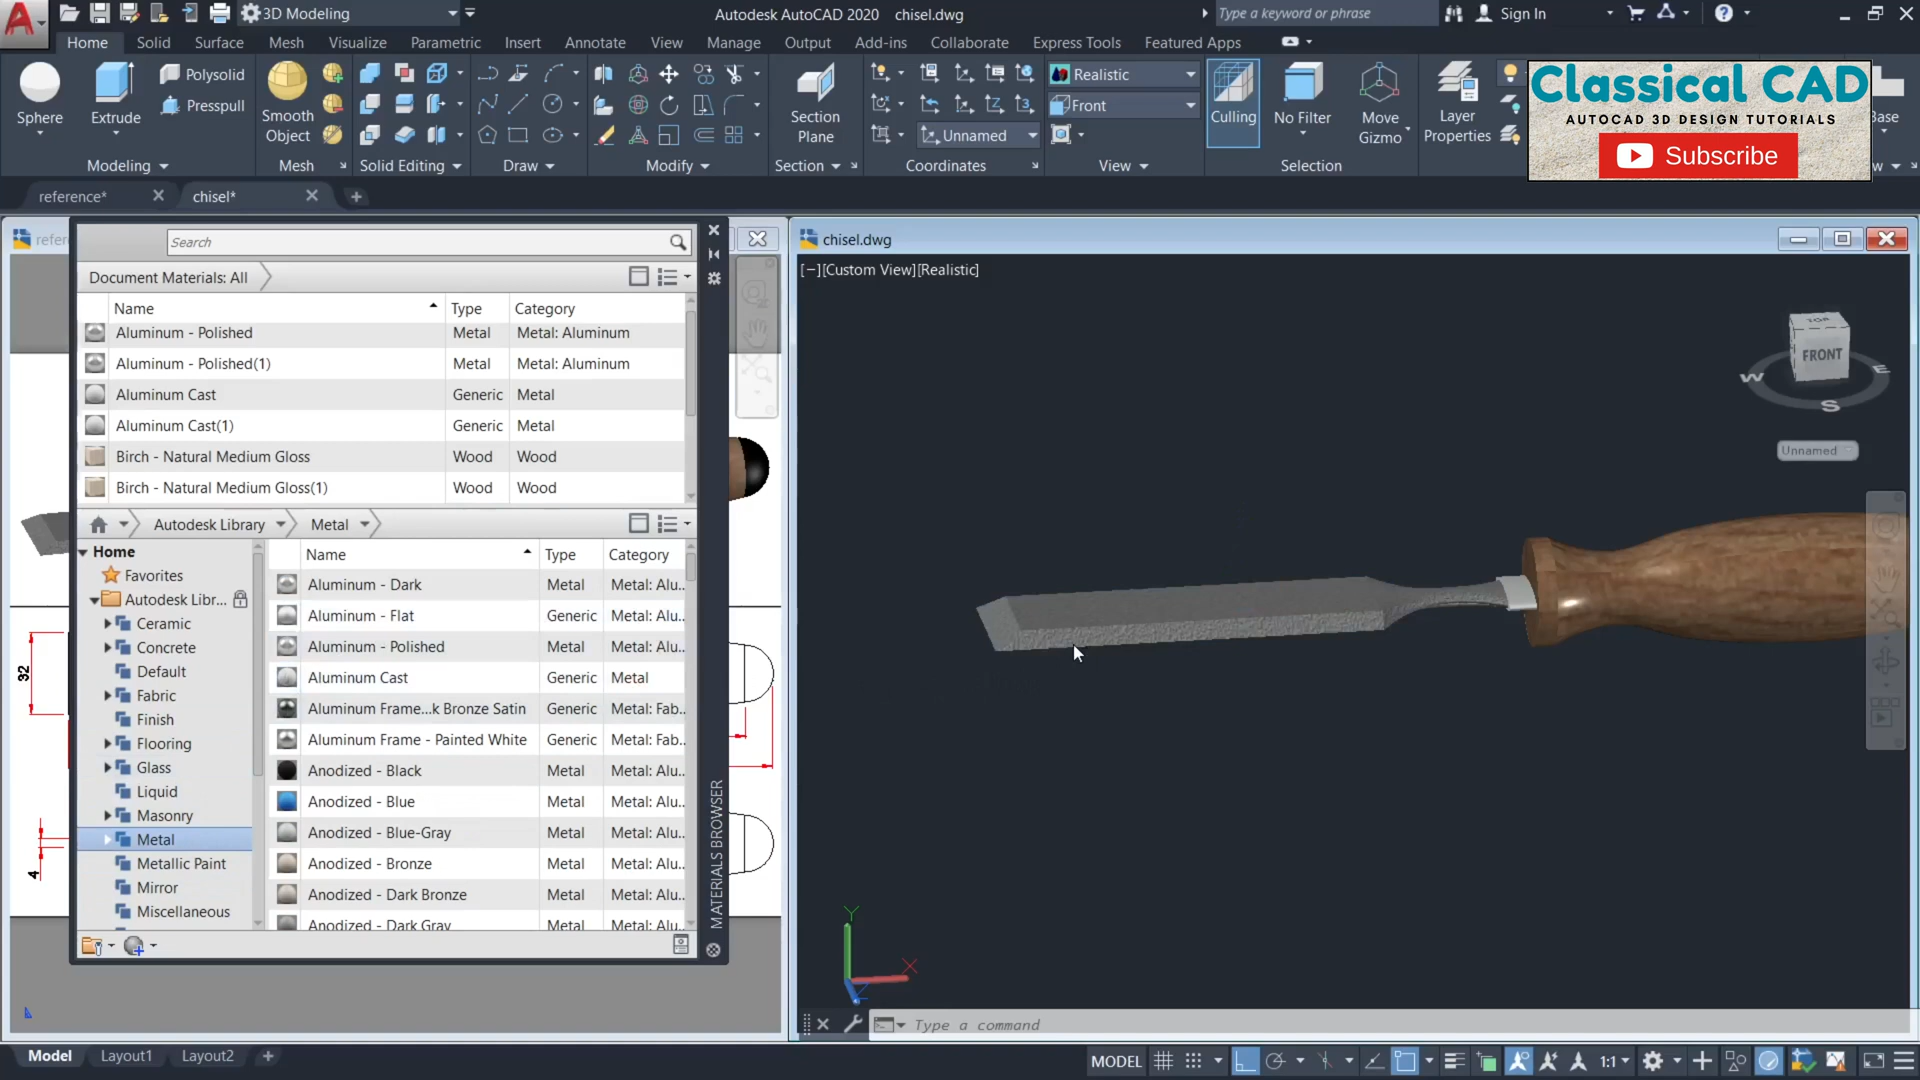 3D Modeling
Autodesk AutoCAD 2020 chisel.dwg
Type a keyword or phrase
Sign In
Home Solid Surface Mesh Visualize Parametric Insert Annotate View Manage Output Add-ins Collaborate Express Tools Featured Apps
Sphere
Extrude
Polysolid
Presspull
Smooth
Object
Section
Plane
Realistic
Front
Unnamed
Culling
No Filter
Move
Gizmo
Layer
Properties
Base
Modeling
Mesh
Solid Editing
Draw
Modify
Section
Coordinates
View
Selection
Classical CAD
AUTOCAD 3D DESIGN TUTORIALS
Subscribe
reference*
chisel*
Search
Document Materials: All
Name Type Category
Aluminum - Polished Metal Metal: Aluminum
Aluminum - Polished(1) Metal Metal: Aluminum
Aluminum Cast Generic Metal
Aluminum Cast(1) Generic Metal
Birch - Natural Medium Gloss Wood Wood
Birch - Natural Medium Gloss(1) Wood Wood
Autodesk Library Metal
Home
Favorites
Autodesk Libr...
Ceramic
Concrete
Default
Fabric
Finish
Flooring
Glass
Liquid
Masonry
Metal
Metallic Paint
Mirror
Miscellaneous
Name Type Category
Aluminum - Dark Metal Metal: Alu...
Aluminum - Flat Generic Metal: Alu...
Aluminum - Polished Metal Metal: Alu...
Aluminum Cast Generic Metal
Aluminum Frame...k Bronze Satin Generic Metal: Fab...
Aluminum Frame - Painted White Generic Metal: Fab...
Anodized - Black Metal Metal: Alu...
Anodized - Blue Metal Metal: Alu...
Anodized - Blue-Gray Metal Metal: Alu...
Anodized - Bronze Metal Metal: Alu...
Anodized - Dark Bronze Metal Metal: Alu...
Anodized - Dark Gray Metal Metal: Alu...
MATERIALS BROWSER
32
4
chisel.dwg
[−][Custom View][Realistic]
TOP
FRONT
W
E
S
Unnamed
Y
X
Z
Type a command
Model Layout1 Layout2
MODEL
1:1